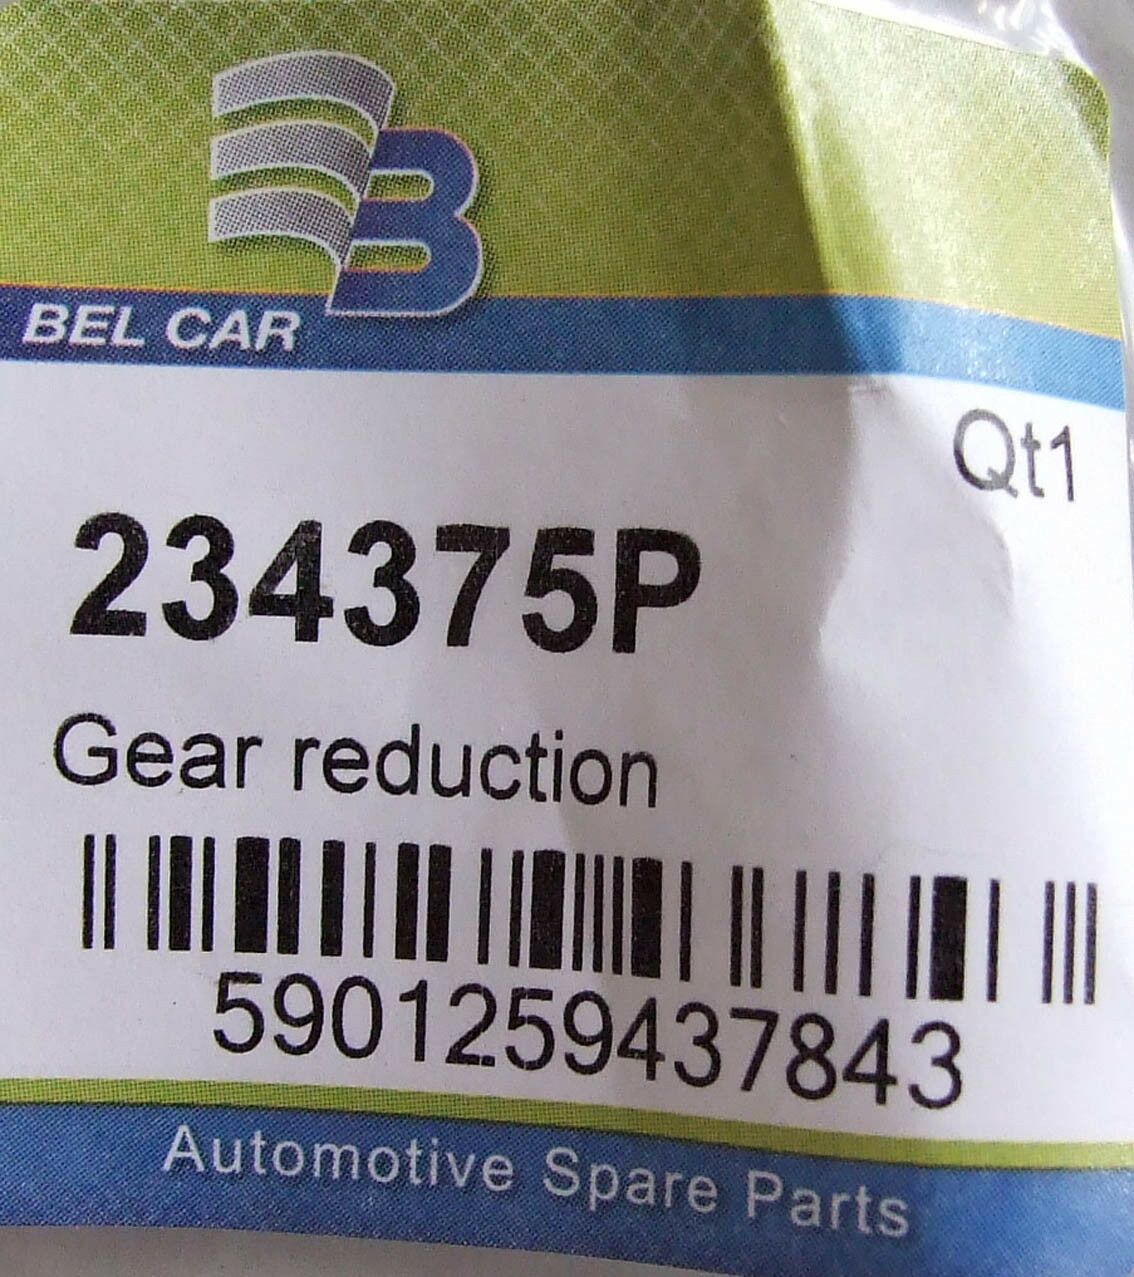 B
BEL CAR
Qt1
234375P
Gear reduction
5901259437843
Automotive Spare Parts